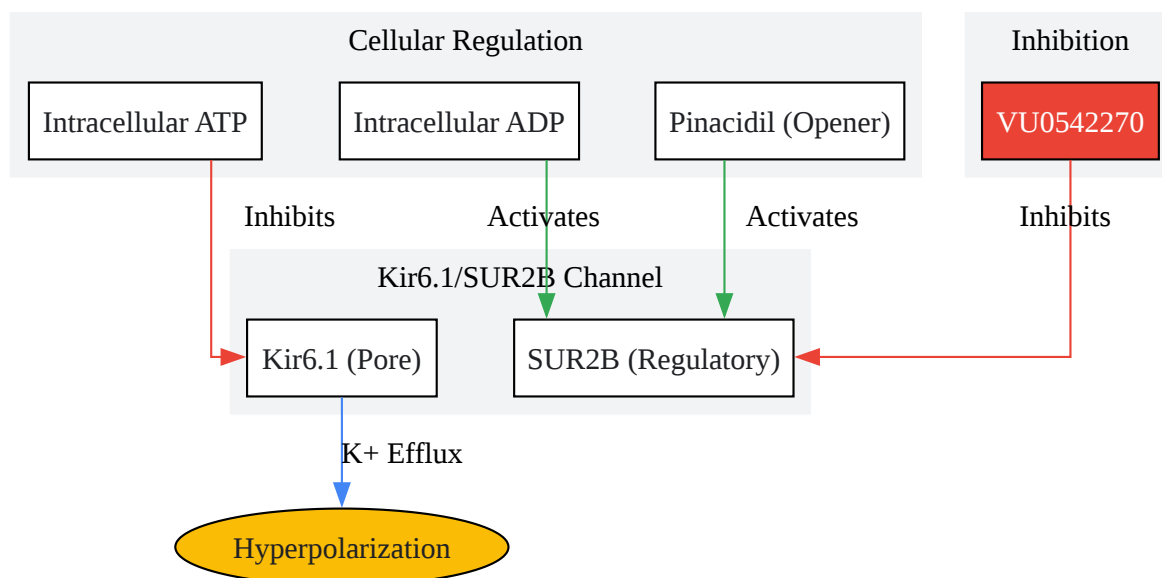 Cellular Regulation
Inhibition
Intracellular ATP
Intracellular ADP
Pinacidil (Opener)
VU0542270
Inhibits
Activates
Activates
Inhibits
Kir6.1/SUR2B Channel
Kir6.1 (Pore)
SUR2B (Regulatory)
K+ Efflux
Hyperpolarization